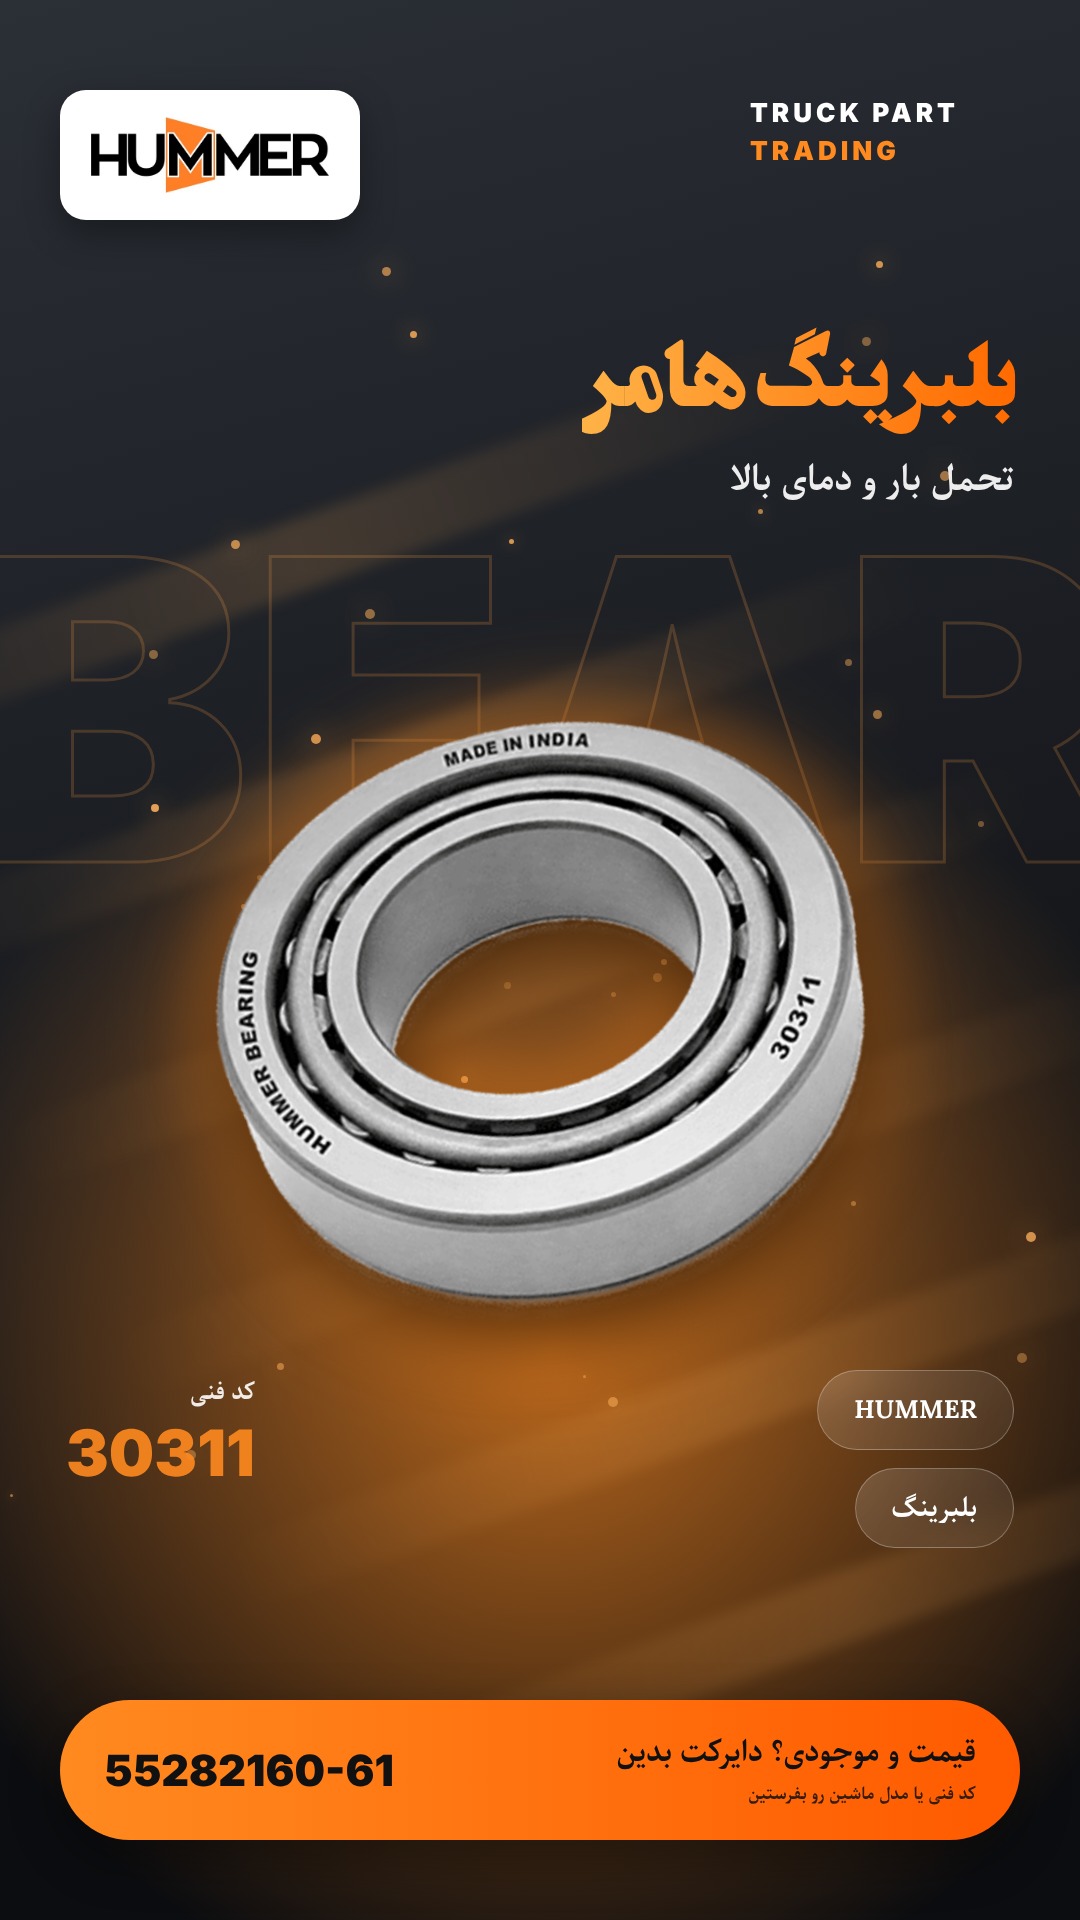 HUMMER
TRUCK PART
TRADING
بلبرینگ هامر
تحمل بار و دمای بالا
BEAR
MADE IN INDIA
HUMMER BEARING
30311
کد فنی
30311
HUMMER
بلبرینگ
قیمت و موجودی؟ دایرکت بدین
کد فنی یا مدل ماشین رو بفرستین
55282160-61